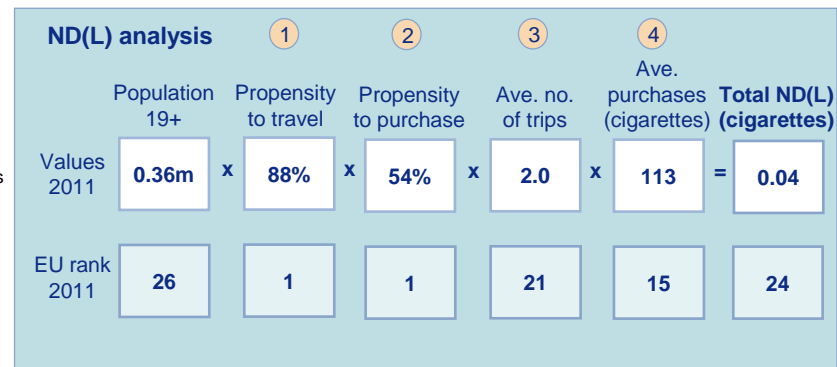 ND(L) analysis 1 2 3 4
Population 19+ Propensity to travel Propensity to purchase Ave. no. of trips Ave. purchases (cigarettes) Total ND(L) (cigarettes)
Values 2011 0.36m x 88% x 54% x 2.0 x 113 = 0.04
s
EU rank 2011 26 1 1 21 15 24